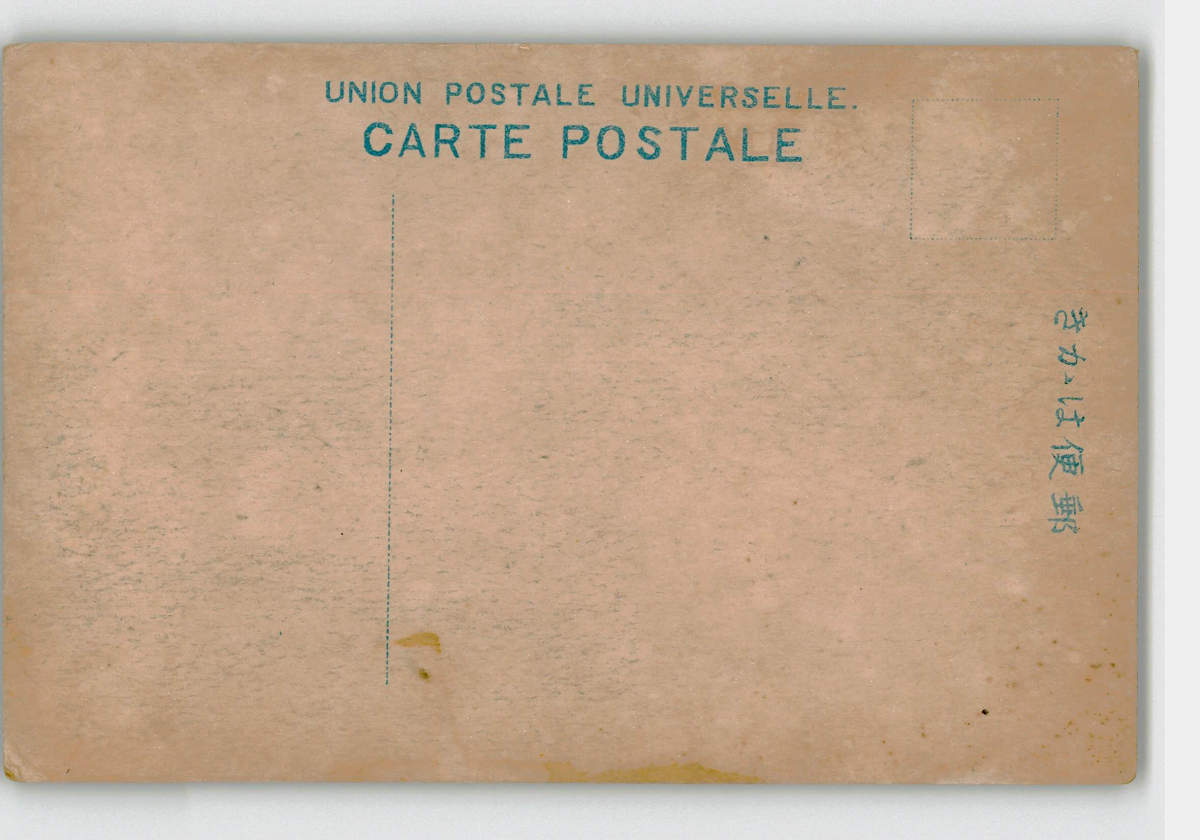 UNION POSTALE UNIVERSELLE.
CARTE POSTALE
郵便はがき